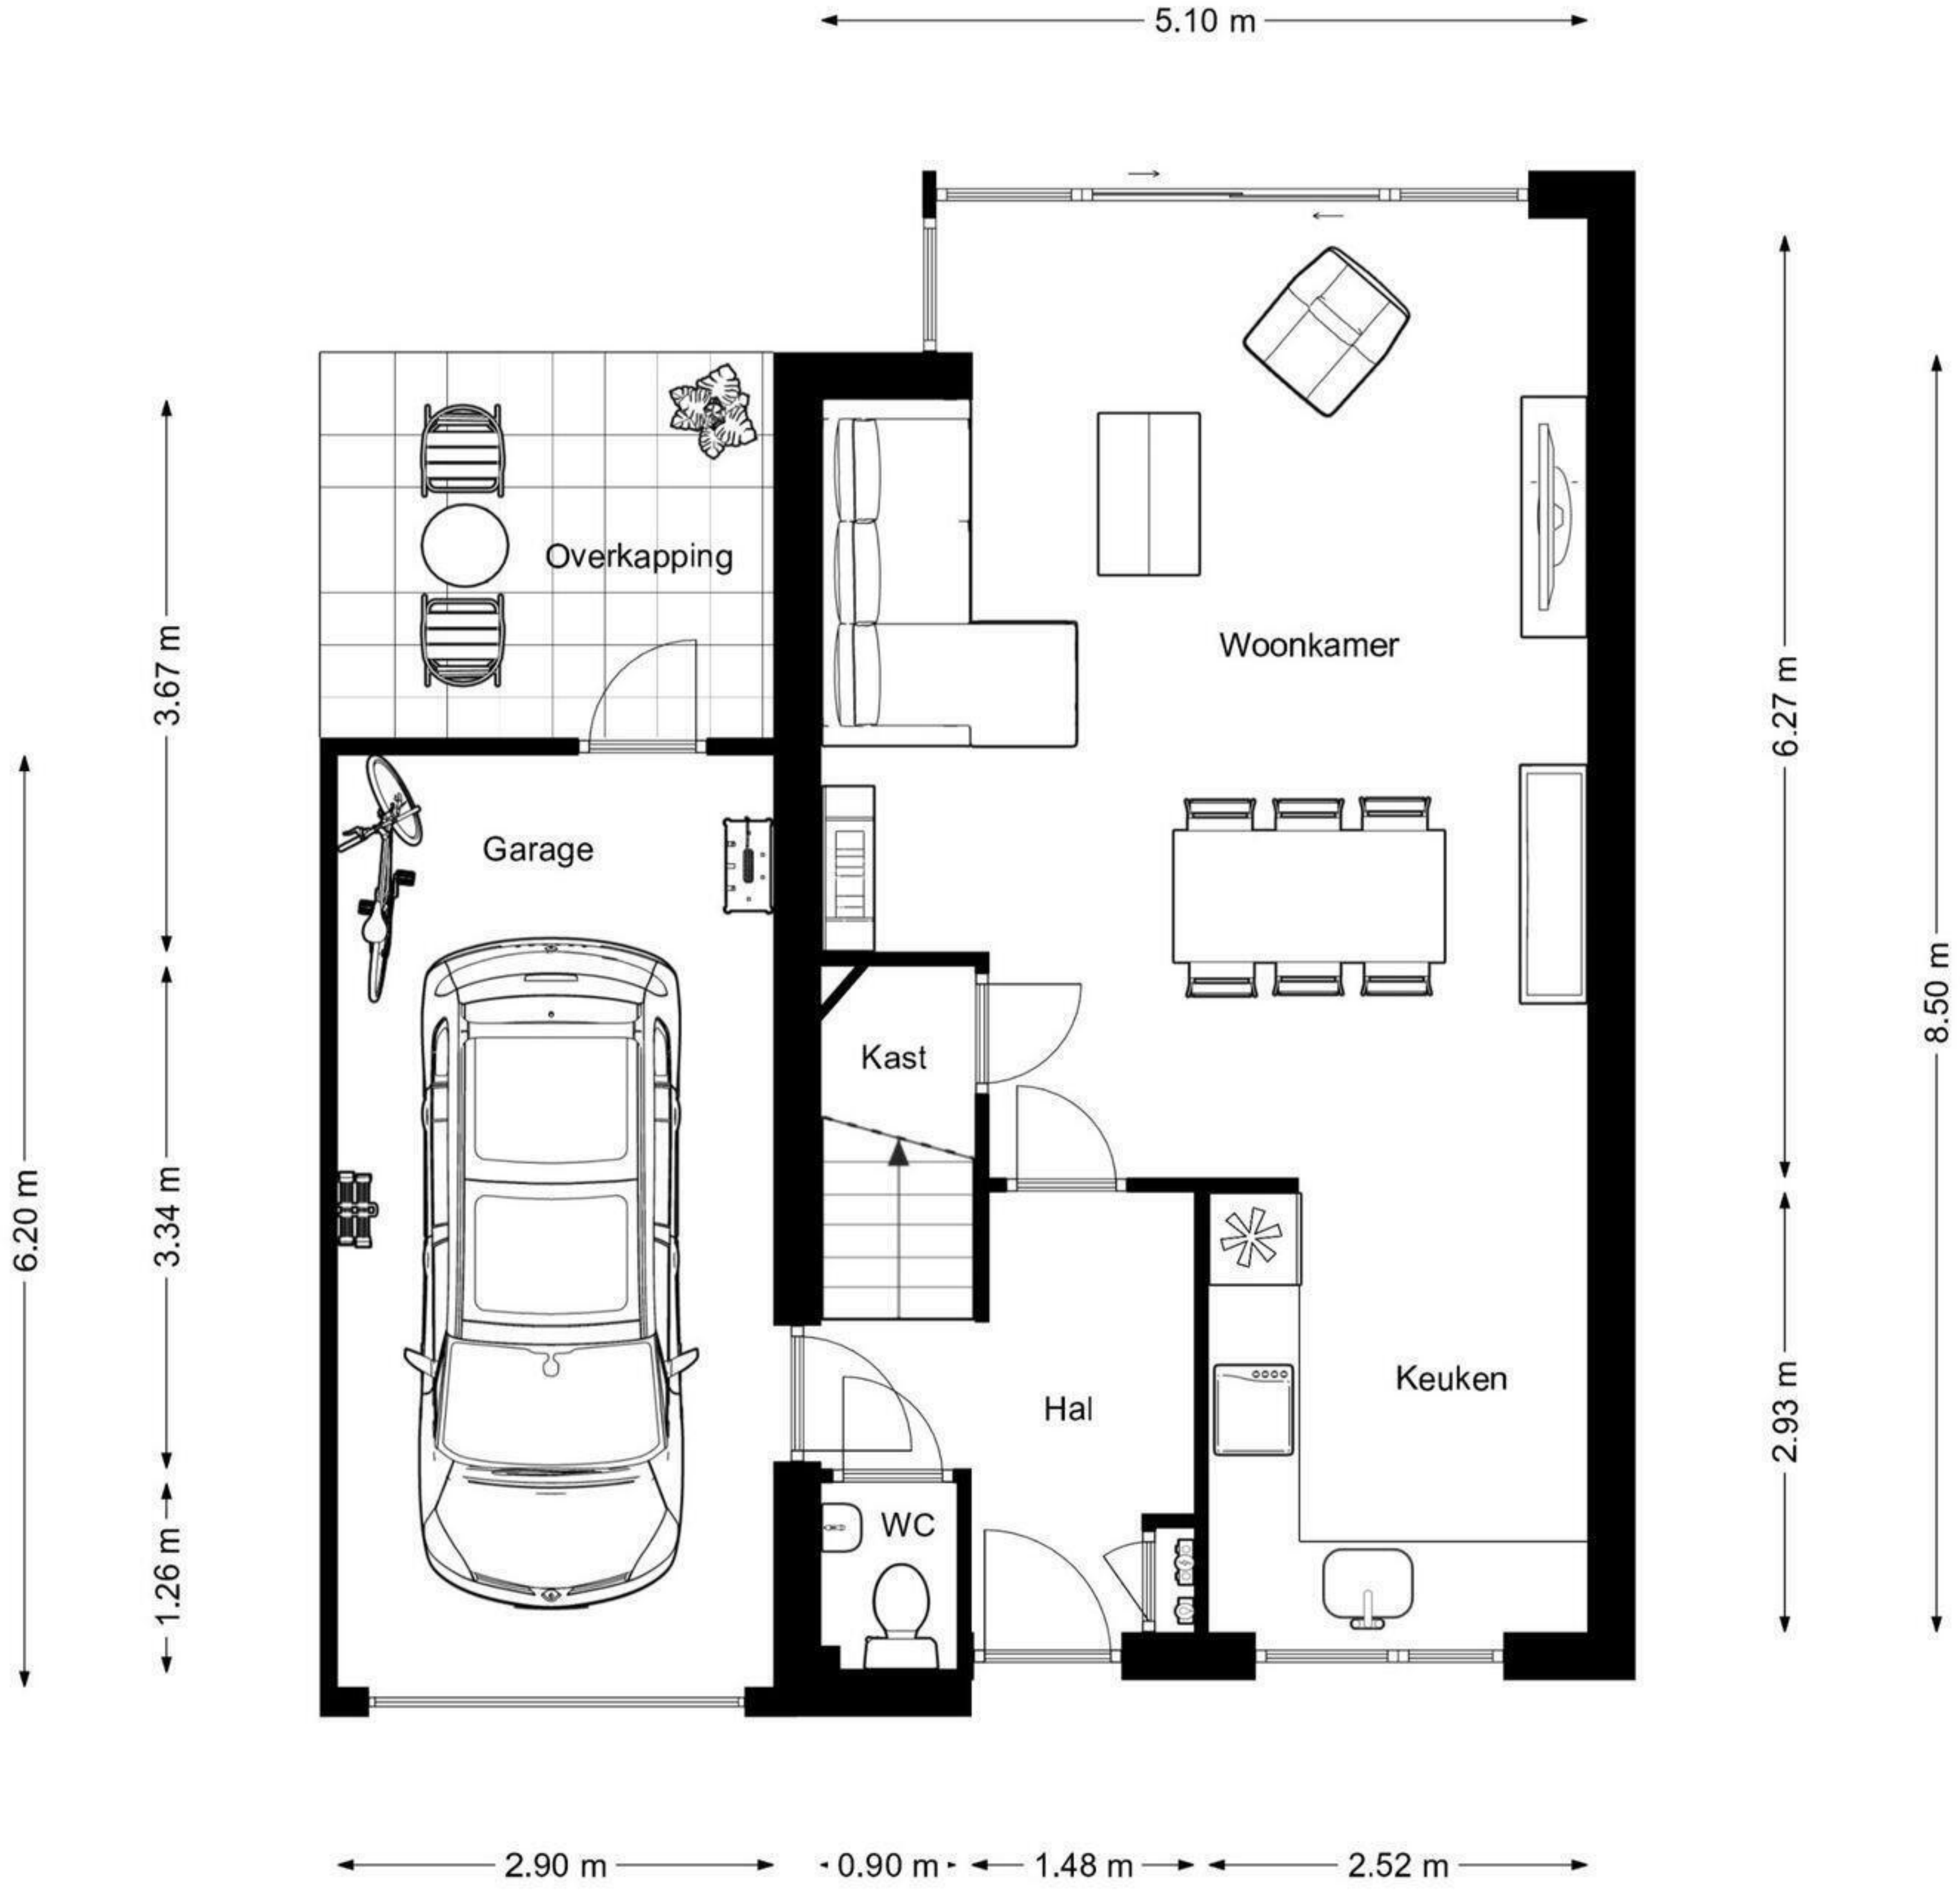 5.10 m
Overkapping
Woonkamer
3.67 m
6.27 m
Garage
8.50 m
Kast
6.20 m
3.34 m
Keuken
Hal
2.93 m
WC
1.26 m
2.90 m
0.90 m
1.48 m
2.52 m